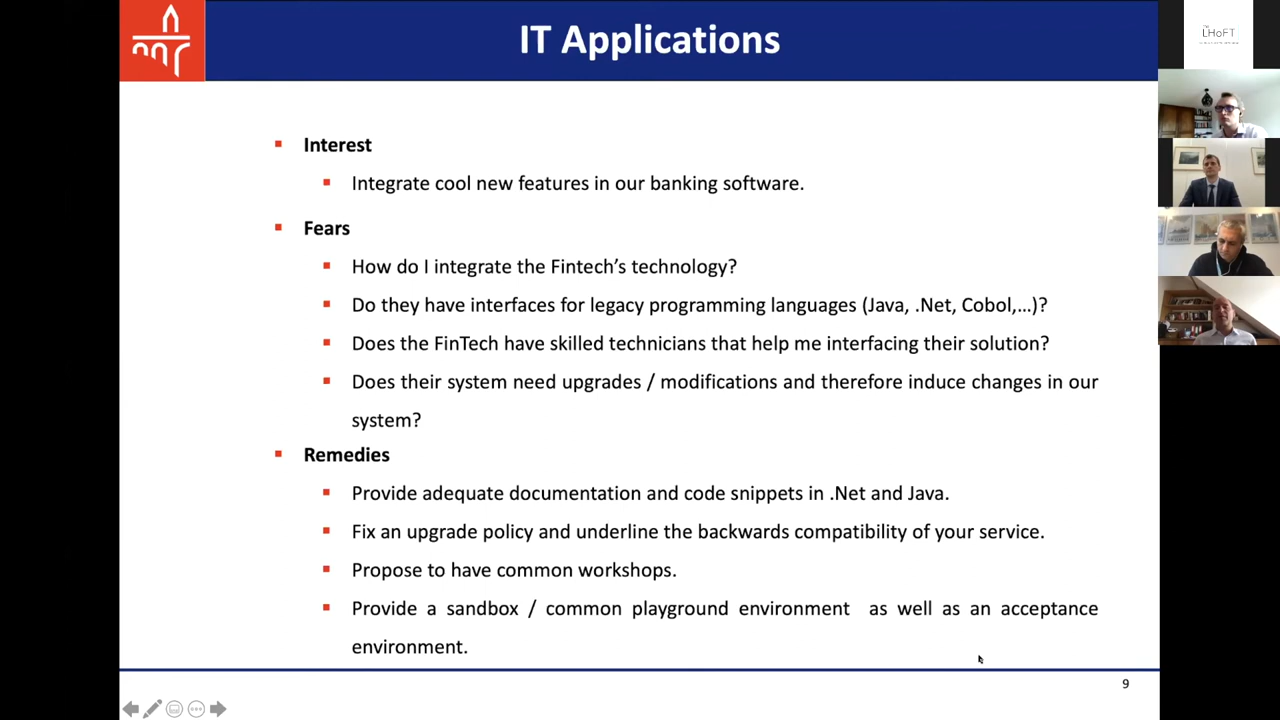 IT Applications
LHoFT
Interest
Integrate cool new features in our banking software.
Fears
How do I integrate the Fintech’s technology?
Do they have interfaces for legacy programming languages (Java, .Net, Cobol,…)?
Does the FinTech have skilled technicians that help me interfacing their solution?
Does their system need upgrades / modifications and therefore induce changes in our
system?
Remedies
Provide adequate documentation and code snippets in .Net and Java.
Fix an upgrade policy and underline the backwards compatibility of your service.
Propose to have common workshops.
Provide a sandbox / common playground environment as well as an acceptance
environment.
9